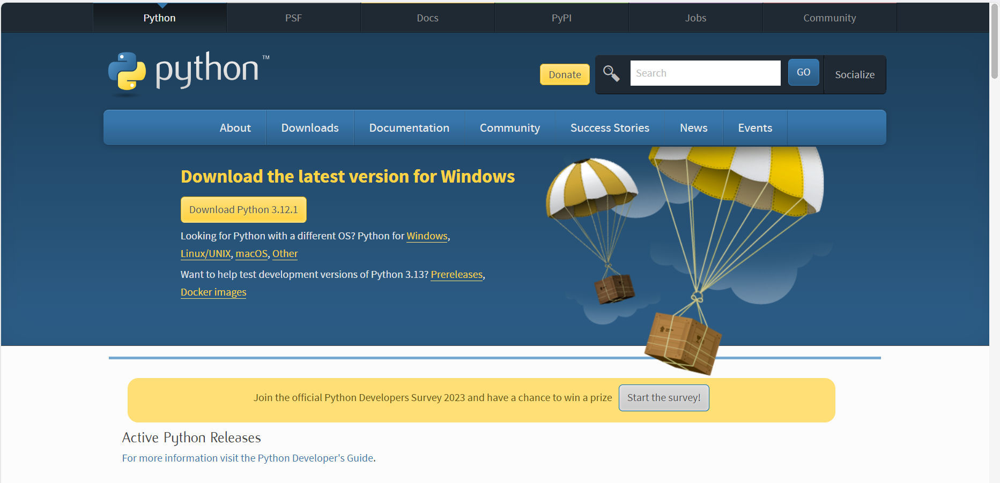 Python PSF Docs PyPI Jobs Community
python™
Donate Search GO Socialize
About Downloads Documentation Community Success Stories News Events
Download the latest version for Windows
Download Python 3.12.1
Looking for Python with a different OS? Python for Windows,
Linux/UNIX, macOS, Other
Want to help test development versions of Python 3.13? Prereleases,
Docker images
Join the official Python Developers Survey 2023 and have a chance to win a prize Start the survey!
Active Python Releases
For more information visit the Python Developer's Guide.